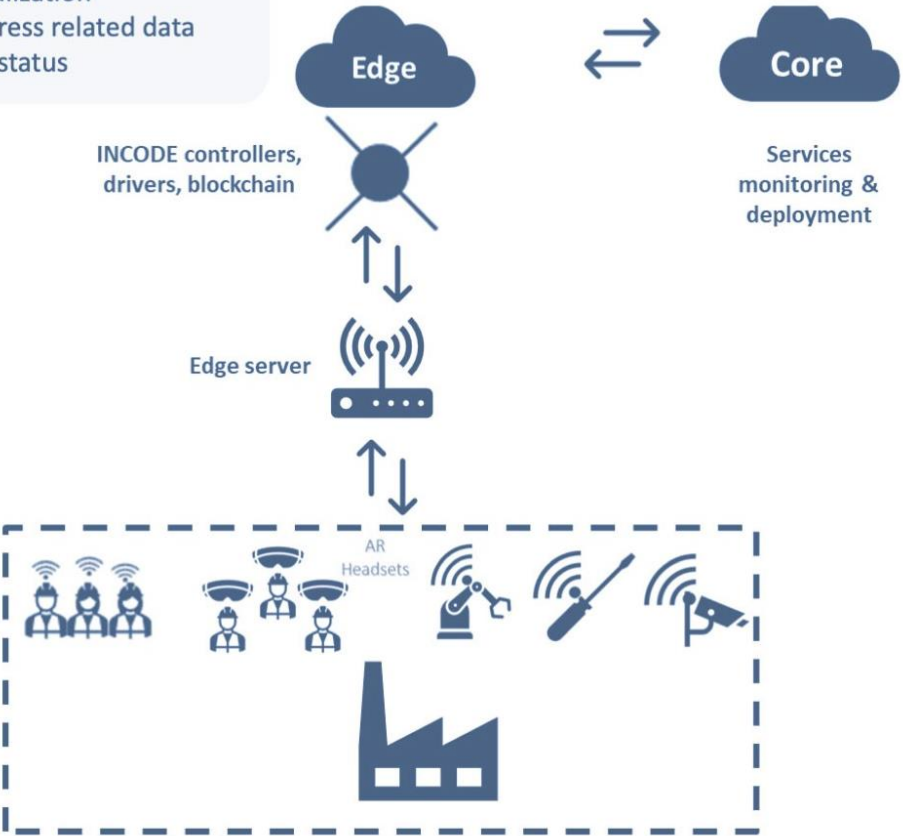 ress related data
status
Edge
Core
INCODE controllers,
drivers, blockchain
Services
monitoring &
deployment
Edge server
AR
Headsets